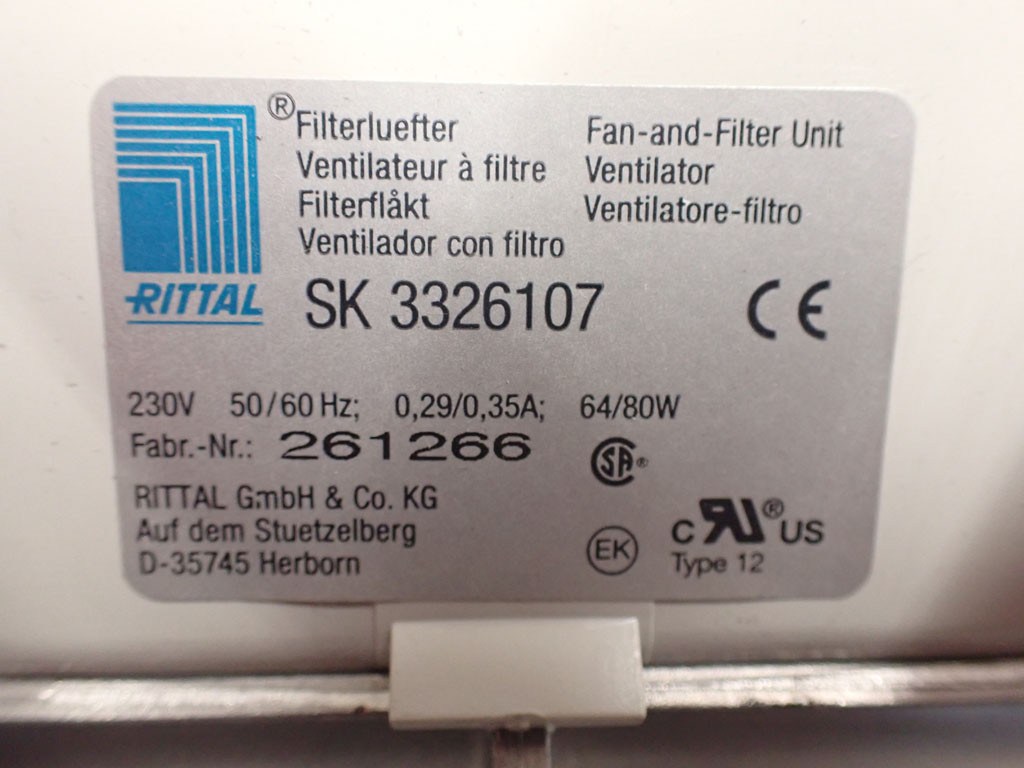 ®
Filterluefter
Ventilateur à filtre
Filterflåkt
Ventilador con filtro
Fan-and-Filter Unit
Ventilator
Ventilatore-filtro
RITTAL
SK 3326107
CE
230V 50/60 Hz; 0,29/0,35A; 64/80W
Fabr.-Nr.: 261266
SA®
RITTAL GmbH & Co. KG
Auf dem Stuetzelberg
D-35745 Herborn
EK
C RU® US
Type 12